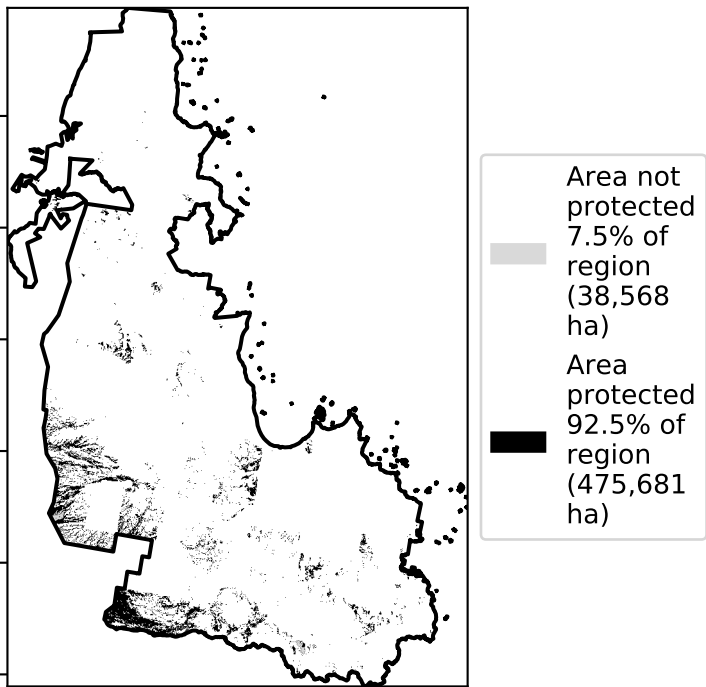 Area not
protected
7.5% of
region
(38,568
ha)
Area
protected
92.5% of
region
(475,681
ha)